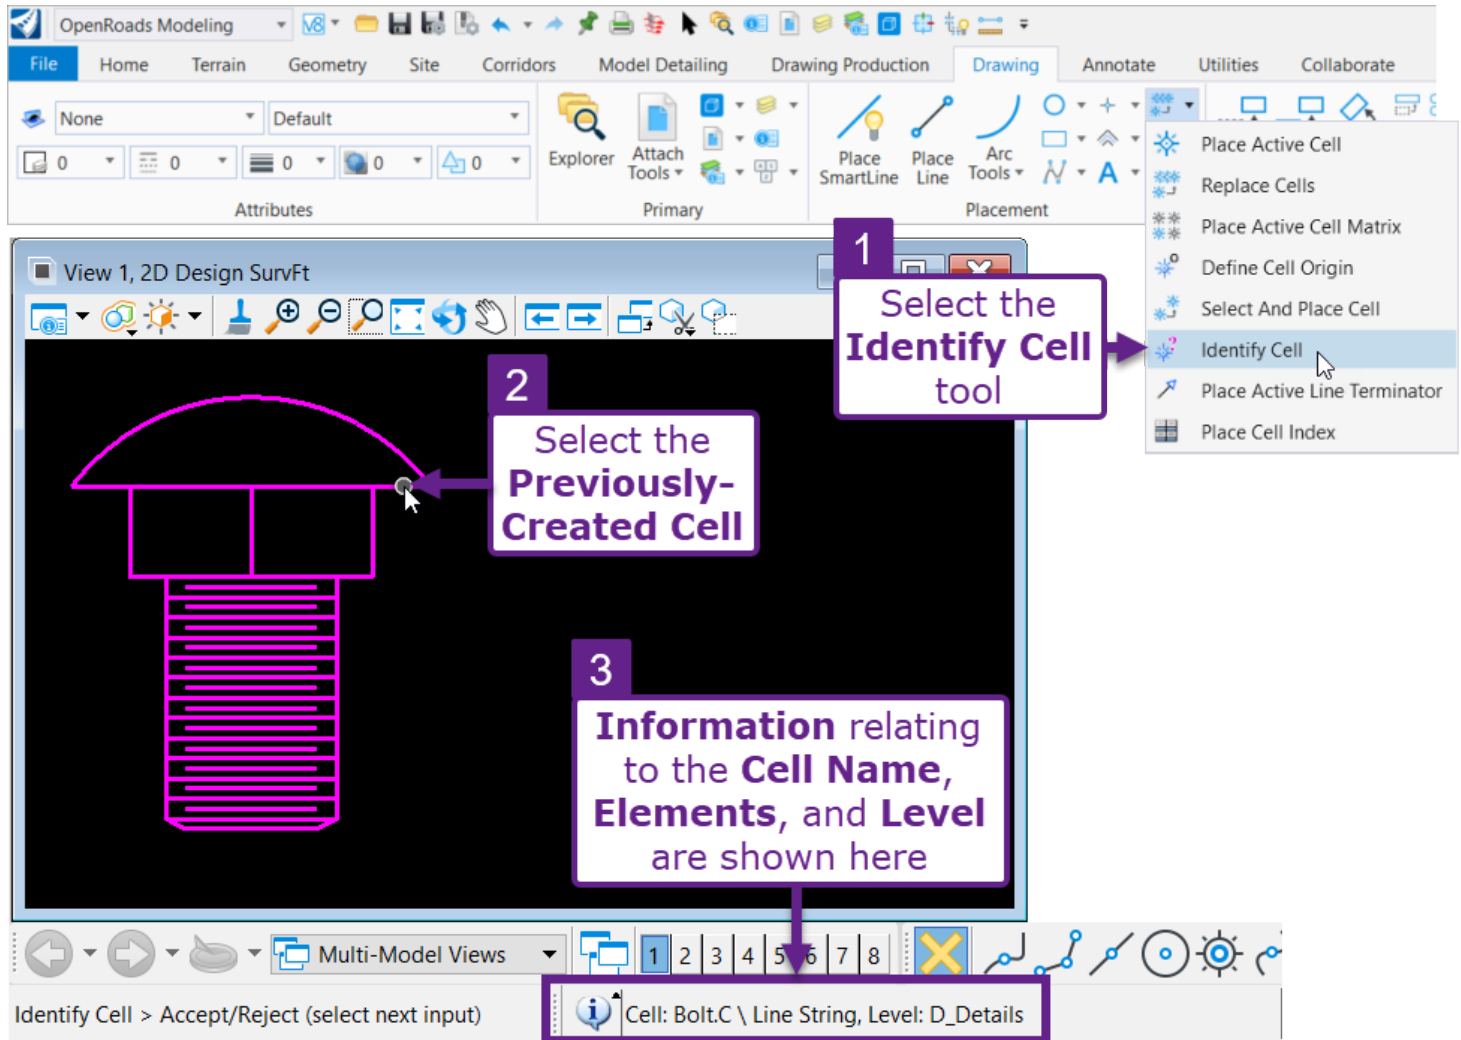 OpenRoads Modeling
V8
File Home Terrain Geometry Site Corridors Model Detailing Drawing Production Drawing Annotate Utilities Collaborate
None
Default
0 0 0 0 0
Attributes
Explorer
Attach
Tools
Primary
Place
SmartLine
Place
Line
Arc
Tools
A
Placement
Place Active Cell
Replace Cells
Place Active Cell Matrix
Define Cell Origin
Select And Place Cell
Identify Cell
Place Active Line Terminator
Place Cell Index
View 1, 2D Design SurvFt
1
Select the
Identify Cell
tool
2
Select the
Previously-
Created Cell
3
Information relating
to the Cell Name,
Elements, and Level
are shown here
Multi-Model Views
1 2 3 4 5 6 7 8
Identify Cell > Accept/Reject (select next input)
Cell: Bolt.C \ Line String, Level: D_Details